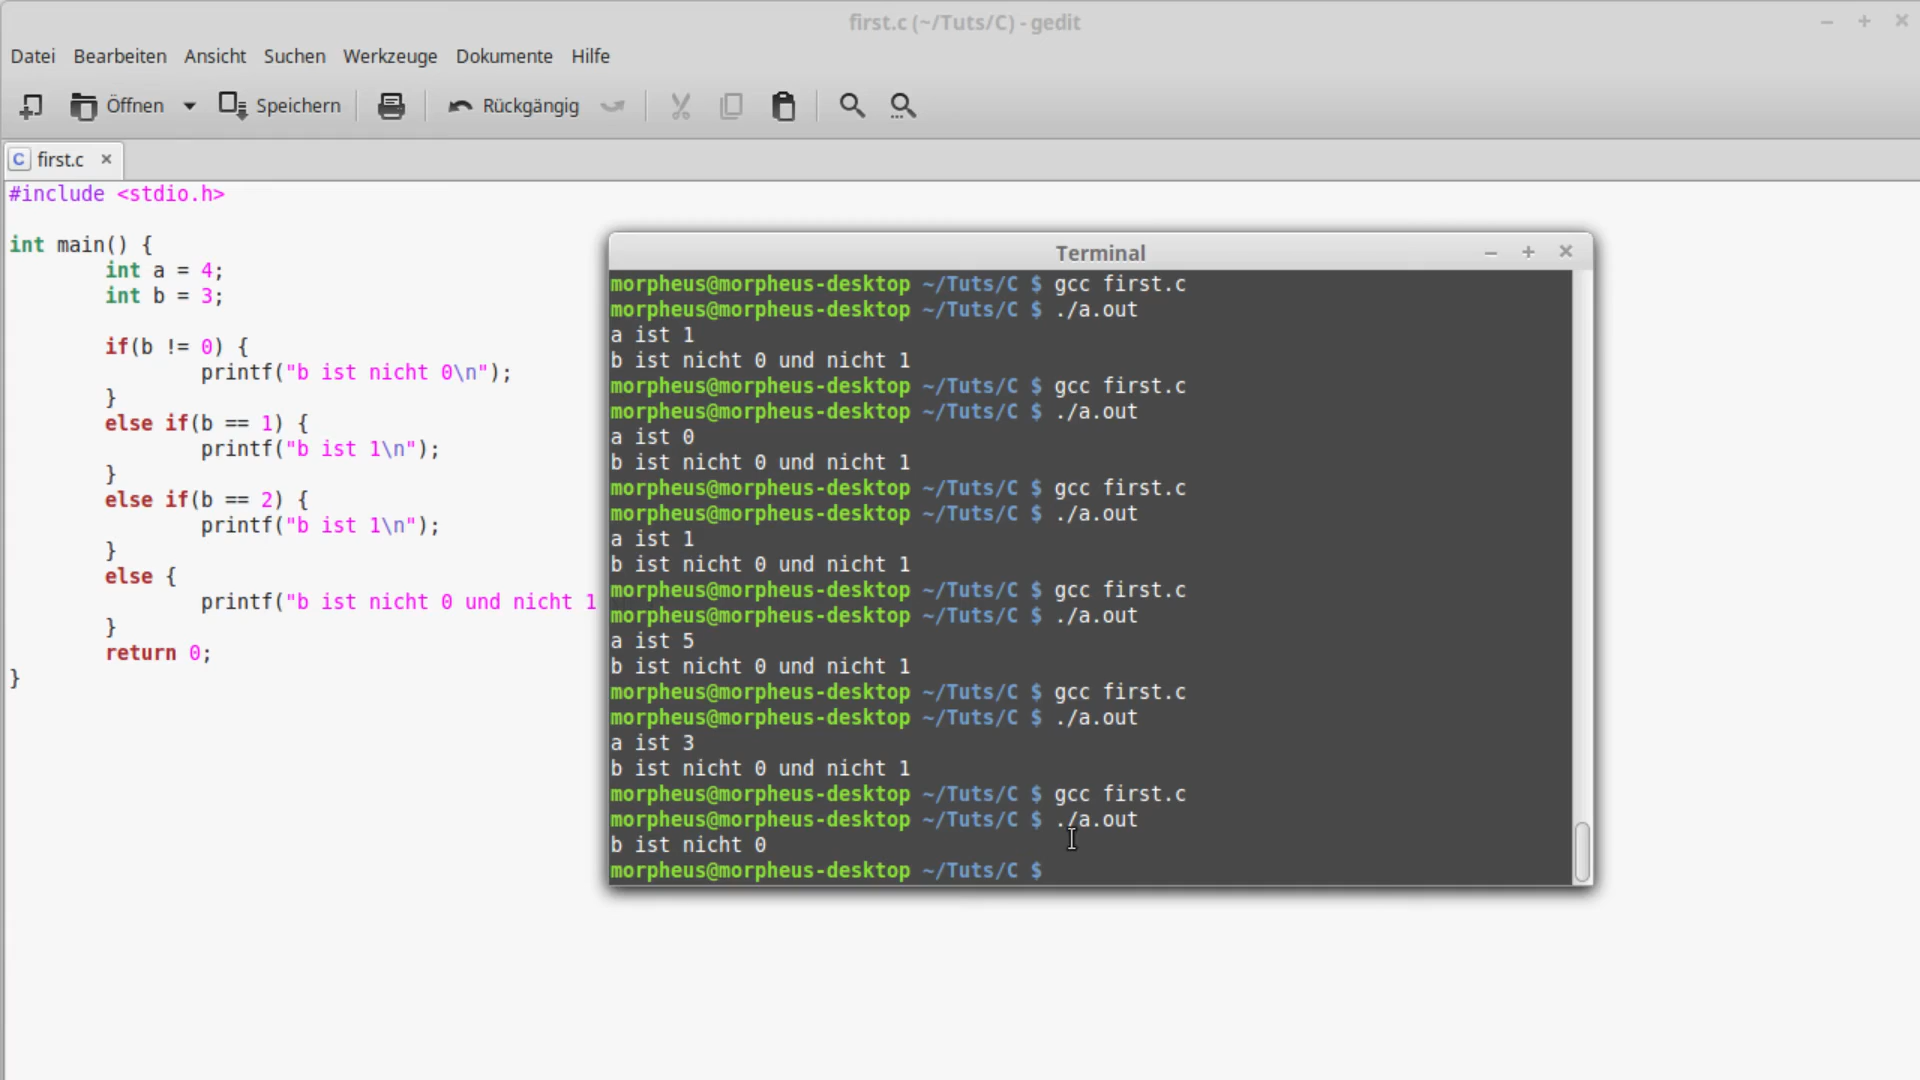 first.c (~/Tuts/C) - gedit
Datei Bearbeiten Ansicht Suchen Werkzeuge Dokumente Hilfe
Öffnen Speichern Rückgängig
C first.c
#include <stdio.h>
int main() {
int a = 4;
int b = 3;
if(b != 0) {
printf("b ist nicht 0\n");
}
else if(b == 1) {
printf("b ist 1\n");
}
else if(b == 2) {
printf("b ist 1\n");
}
else {
printf("b ist nicht 0 und nicht 1
}
return 0;
}
Terminal
morpheus@morpheus-desktop ~/Tuts/C $ gcc first.c
morpheus@morpheus-desktop ~/Tuts/C $ ./a.out
a ist 1
b ist nicht 0 und nicht 1
morpheus@morpheus-desktop ~/Tuts/C $ gcc first.c
morpheus@morpheus-desktop ~/Tuts/C $ ./a.out
a ist 0
b ist nicht 0 und nicht 1
morpheus@morpheus-desktop ~/Tuts/C $ gcc first.c
morpheus@morpheus-desktop ~/Tuts/C $ ./a.out
a ist 1
b ist nicht 0 und nicht 1
morpheus@morpheus-desktop ~/Tuts/C $ gcc first.c
morpheus@morpheus-desktop ~/Tuts/C $ ./a.out
a ist 5
b ist nicht 0 und nicht 1
morpheus@morpheus-desktop ~/Tuts/C $ gcc first.c
morpheus@morpheus-desktop ~/Tuts/C $ ./a.out
a ist 3
b ist nicht 0 und nicht 1
morpheus@morpheus-desktop ~/Tuts/C $ gcc first.c
morpheus@morpheus-desktop ~/Tuts/C $ ./a.out
b ist nicht 0
morpheus@morpheus-desktop ~/Tuts/C $